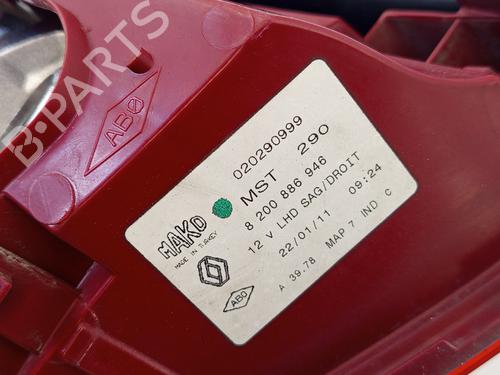 B-PARTS
ABO
020290999
MST 290
8 200 886 946
12 V LHD SAG/DROIT
22/01/11 09:24
A 39.78 MAP 7 IND C
MAKO
MADE IN TURKEY
ABO